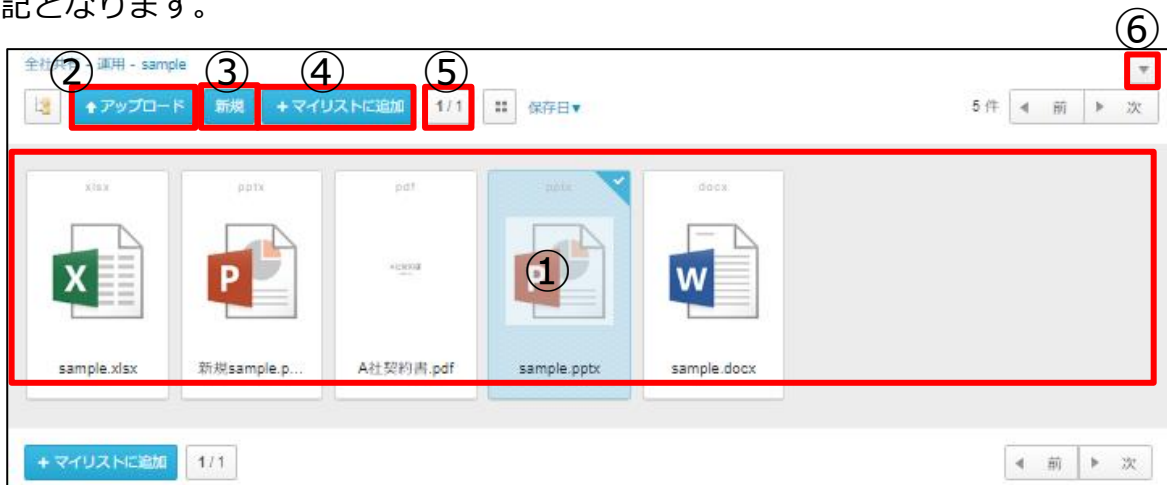 記となります。
⑥
全社共有 - 運用 - sample
② ③ ④ ⑤
アップロード 新規 +マイリストに追加 1 / 1 保存日▼ 5 件 ◀ 前 ▶ 次
xlsx pptx pdf pptx docx
X P P W
①
sample.xlsx 新規sample.p... A社契約書.pdf sample.pptx sample.docx
+マイリストに追加 1 / 1 ◀ 前 ▶ 次